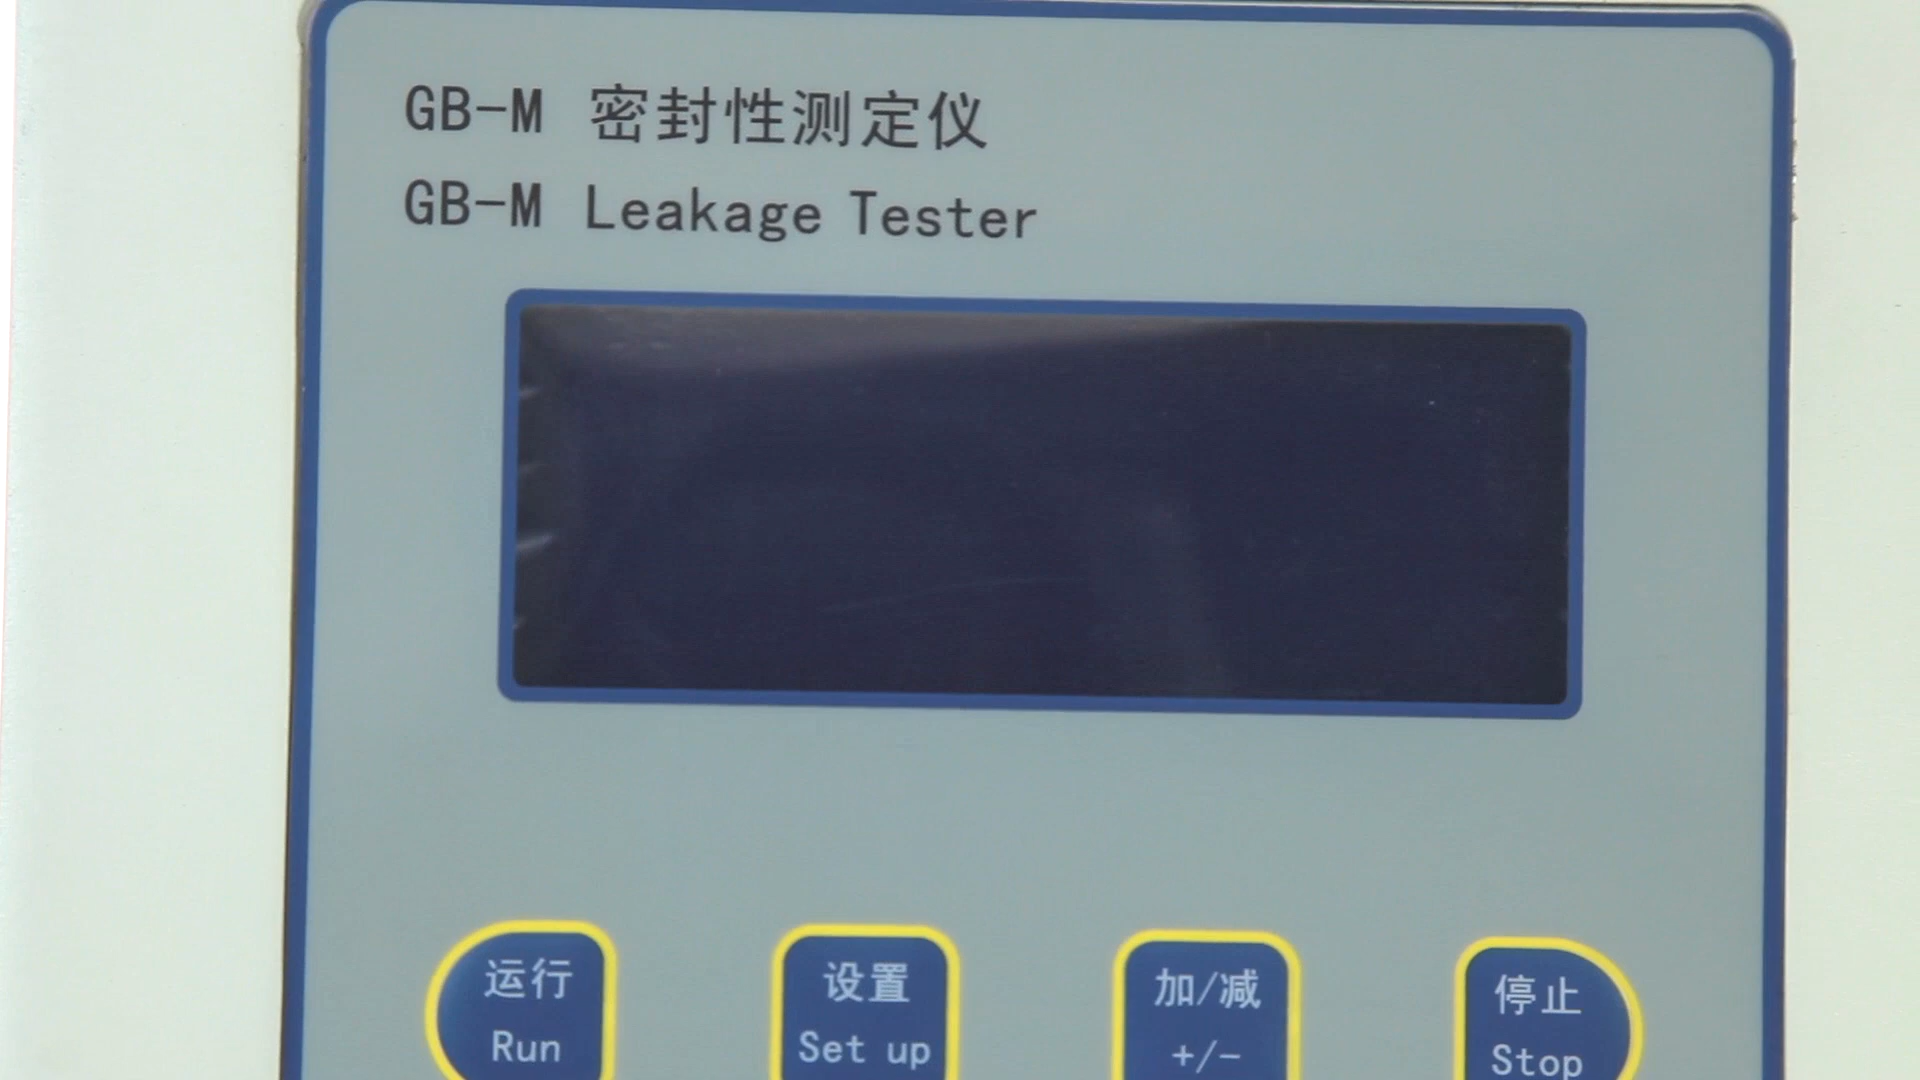 GB-M 密封性测定仪
GB-M Leakage Tester
运行
Run
设置
Set up
加/减
+/-
停止
Stop